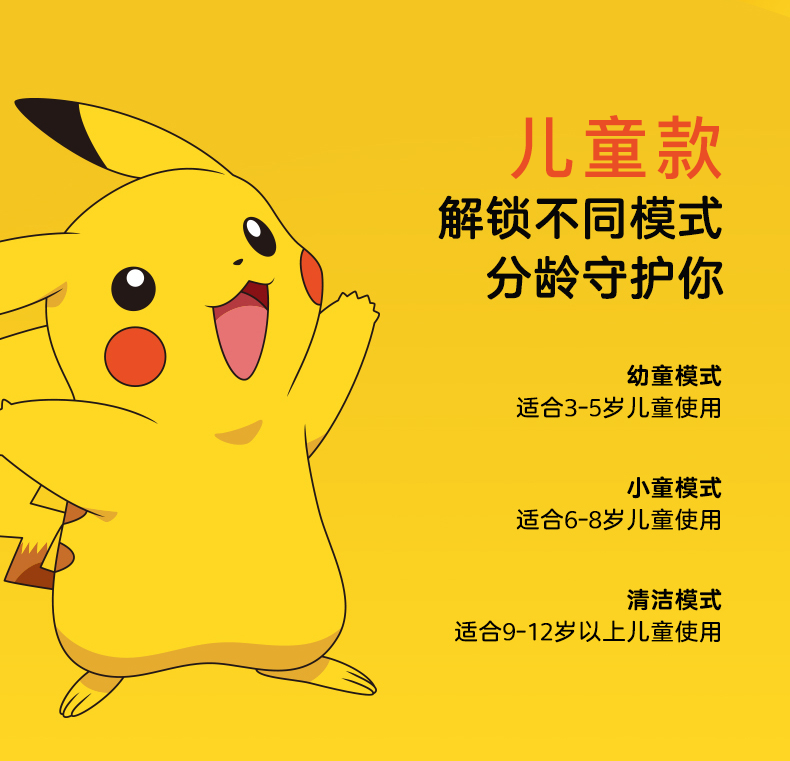 儿童款
解锁不同模式
分龄守护你
幼童模式
适合3-5岁儿童使用
小童模式
适合6-8岁儿童使用
清洁模式
适合9-12岁以上儿童使用